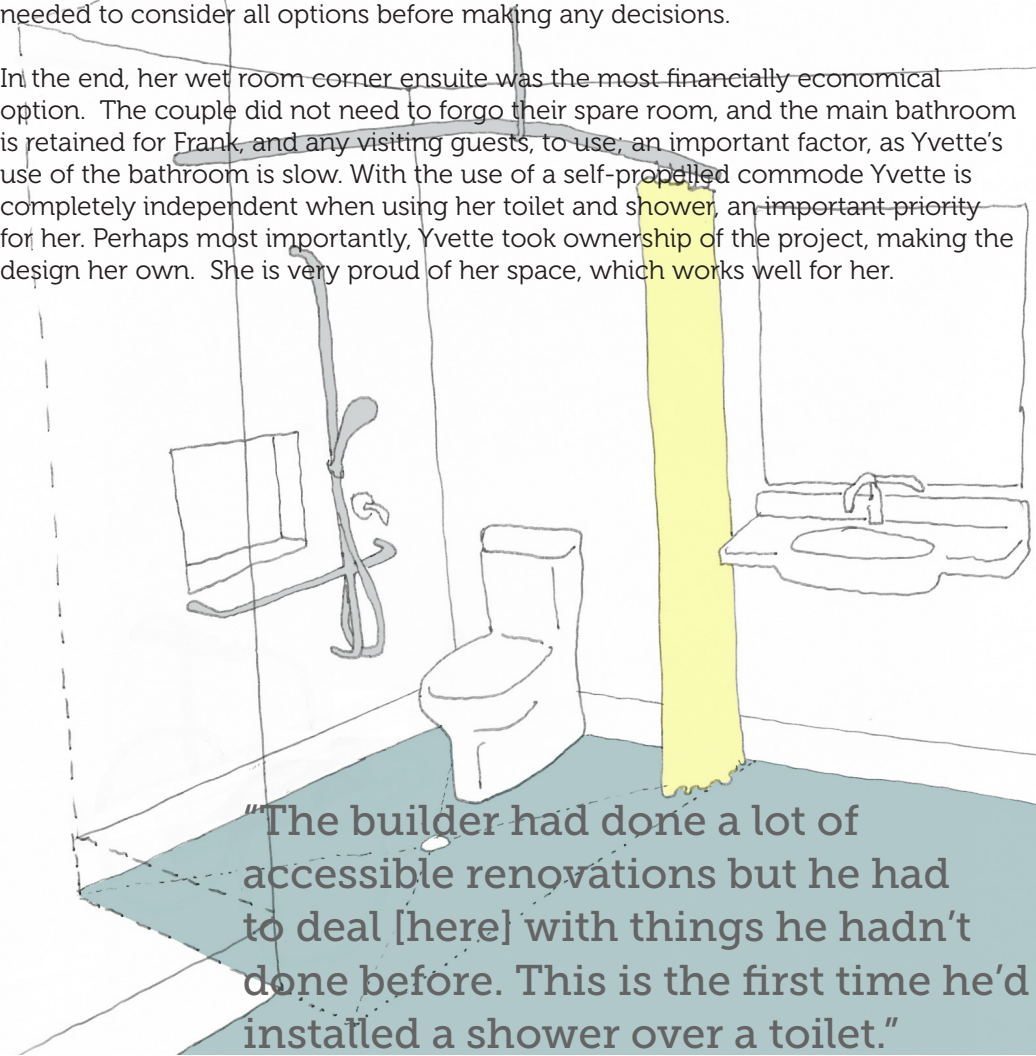 needed to consider all options before making any decisions.
In the end, her wet room corner ensuite was the most financially economical
option.  The couple did not need to forgo their spare room, and the main bathroom
is retained for Frank, and any visiting guests, to use; an important factor, as Yvette’s
use of the bathroom is slow. With the use of a self-propelled commode Yvette is
completely independent when using her toilet and shower, an important priority
for her. Perhaps most importantly, Yvette took ownership of the project, making the
design her own.  She is very proud of her space, which works well for her.
“The builder had done a lot of
accessible renovations but he had
to deal [here] with things he hadn’t
done before. This is the first time he’d
installed a shower over a toilet.”